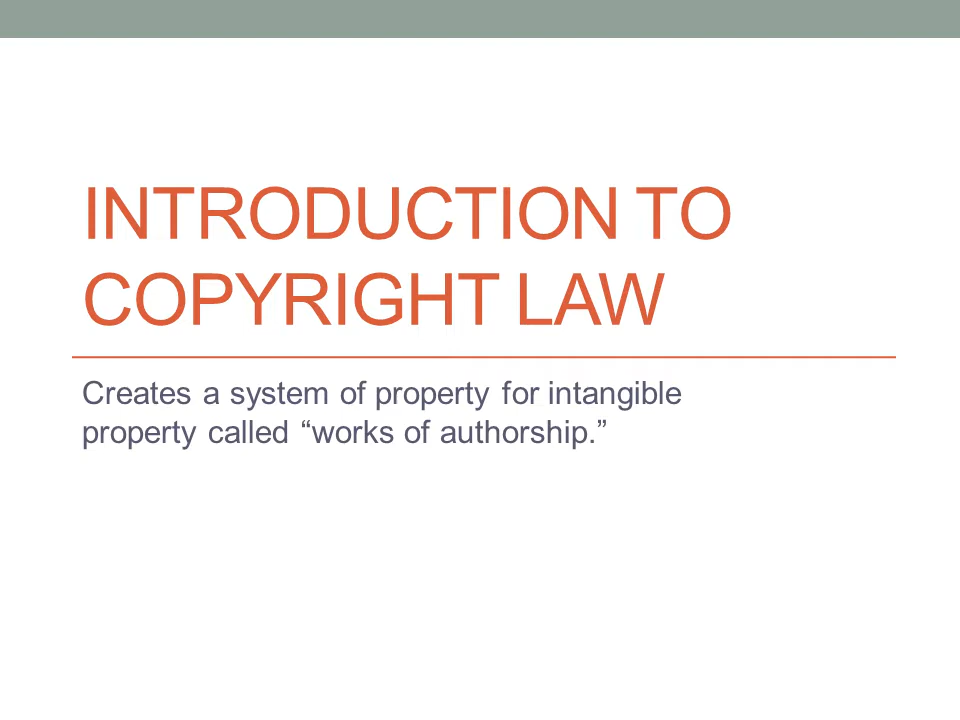 INTRODUCTION TO
COPYRIGHT LAW
Creates a system of property for intangible
property called “works of authorship.”